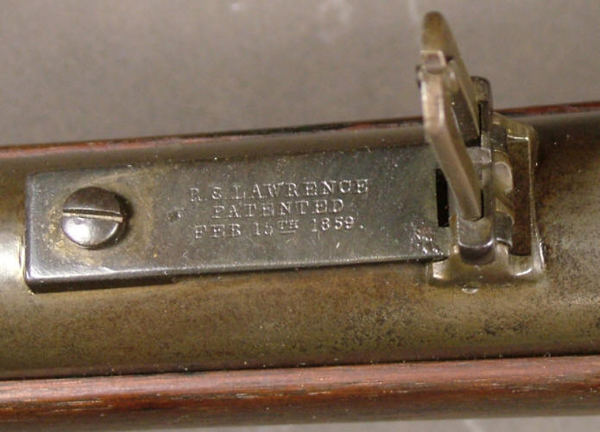 R. S. LAWRENCE
PATENTED
FEB 15TH 1859.